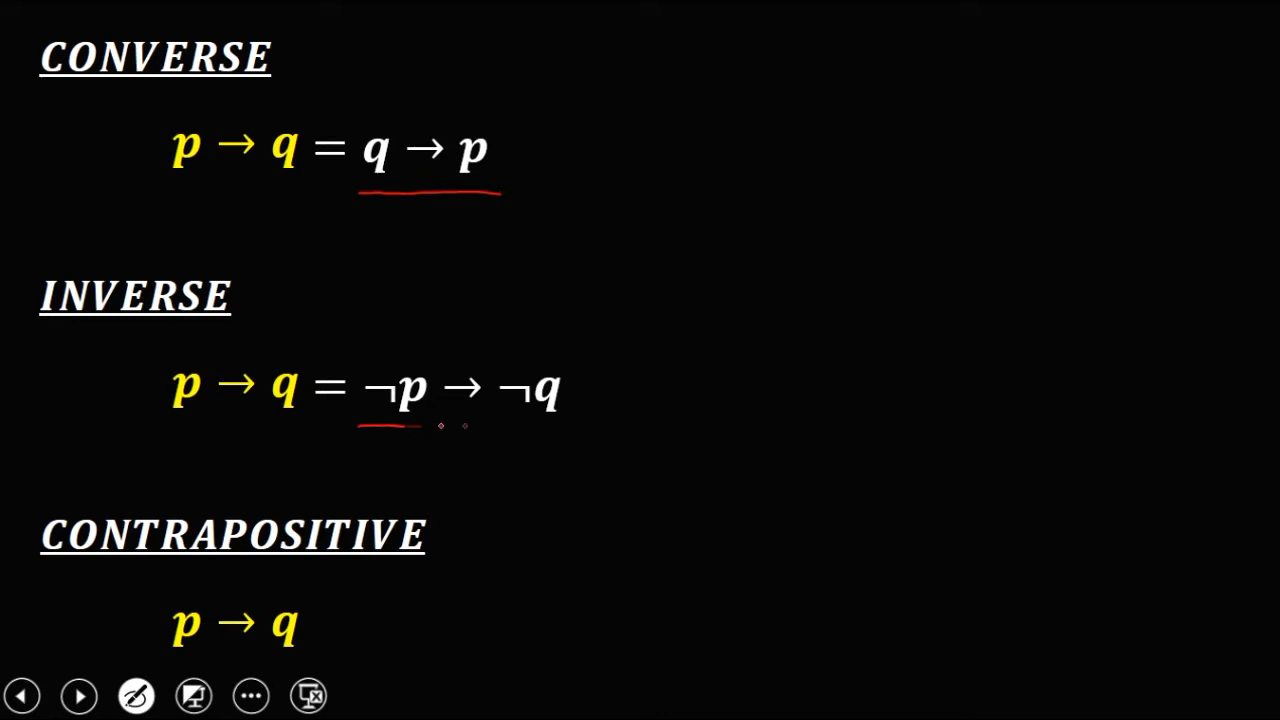 CONVERSE
p → q = q → p
INVERSE
p → q = ¬p → ¬q
CONTRAPOSITIVE
p → q